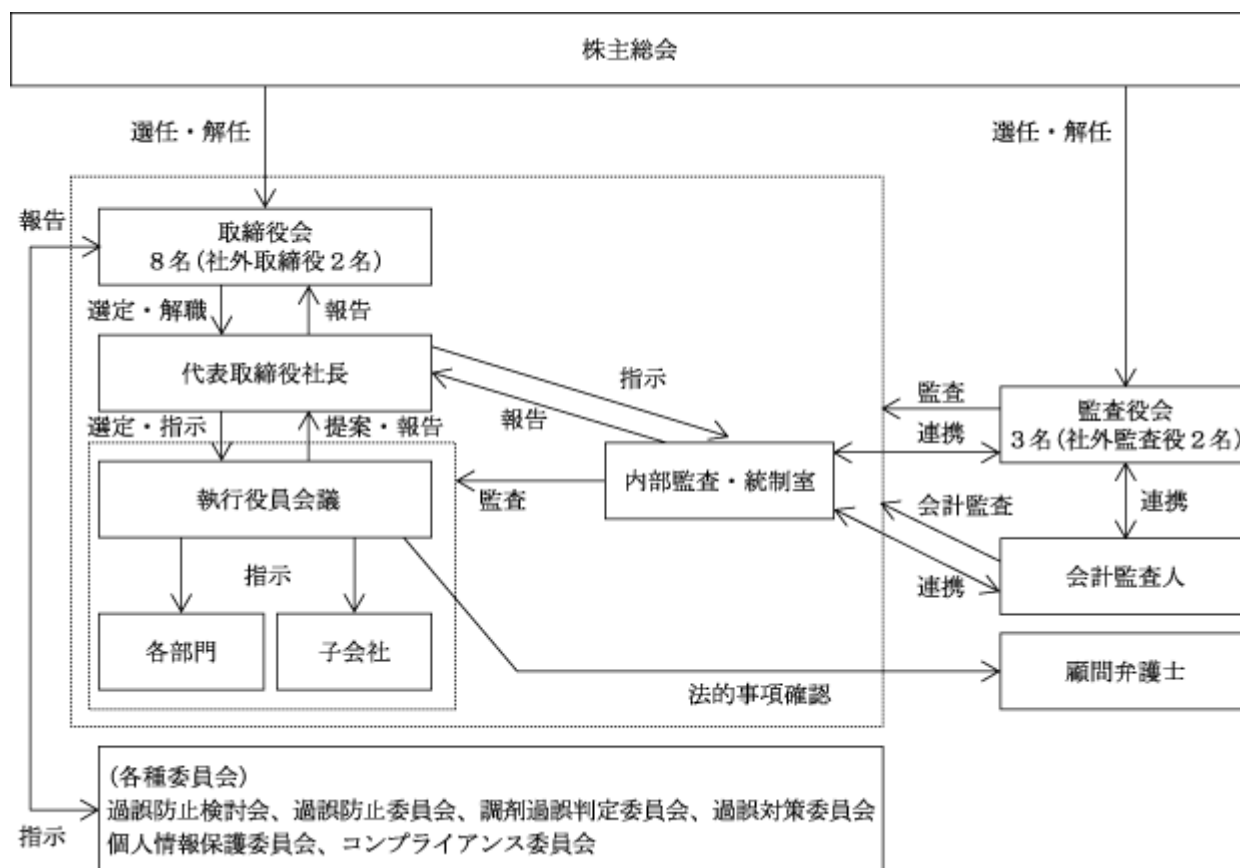 株主総会
選任・解任
選任・解任
報告
取締役会
8名(社外取締役2名)
選定・解職
報告
代表取締役社長
指示
報告
監査
監査役会
3名(社外監査役2名)
選定・指示
提案・報告
連携
執行役員会議
監査
内部監査・統制室
会計監査
連携
指示
連携
会計監査人
各部門
子会社
顧問弁護士
法的事項確認
指示
(各種委員会)
過誤防止検討会、過誤防止委員会、調剤過誤判定委員会、過誤対策委員会
個人情報保護委員会、コンプライアンス委員会